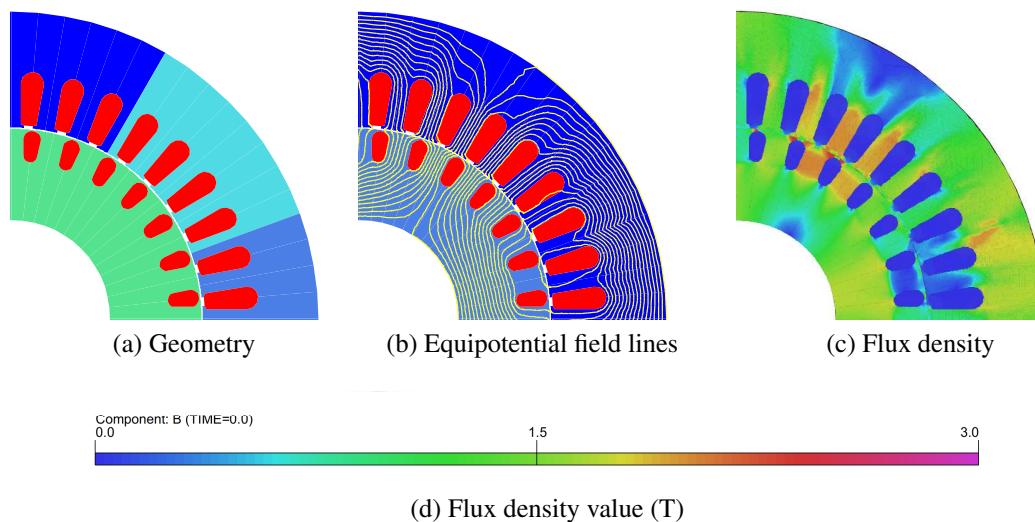 (a) Geometry
(b) Equipotential field lines
(c) Flux density
Component: B (TIME=0.0)
0.0 1.5 3.0
(d) Flux density value (T)